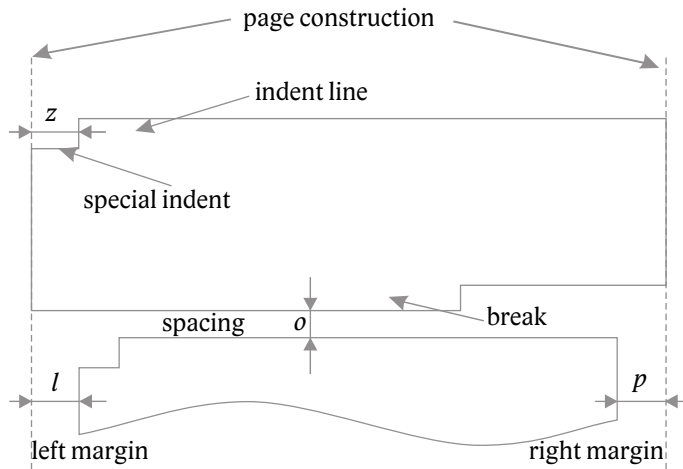 page construction
indent line
z
special indent
spacing
o
break
l
p
left margin
right margin